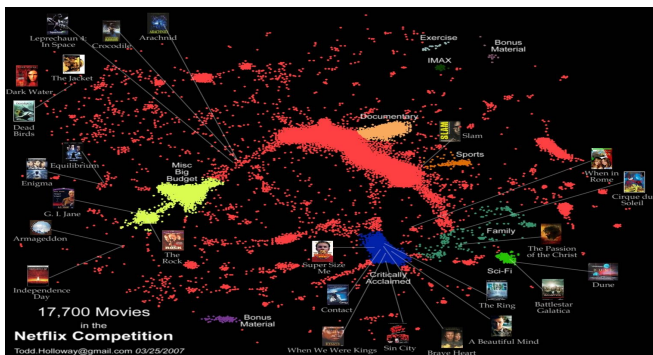 Leprechaun 4:
In Space
Crocodile
Arachnid
Exercise
Bonus
Material
IMAX
The Jacket
Dark Water
Dead
Birds
Documentary
Slam
Sports
Equilibrium
Misc
Big
Budget
Enigma
When in
Rome
Cirque du
Soleil
G. I. Jane
Armageddon
The
Rock
Family
The Passion
of the Christ
Super Size
Me
Critically
Acclaimed
Sci-Fi
Dune
Independence
Day
Contact
The Ring
Battlestar
Galatica
17,700 Movies
in the
Netflix Competition
Todd.Holloway@gmail.com 03/25/2007
Bonus
Material
When We Were Kings
Sin City
Brave Heart
A Beautiful Mind